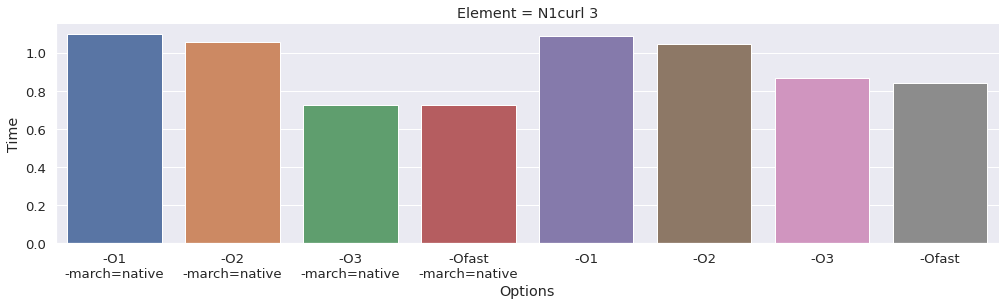 Element = N1curl 3
Time
1.0
0.8
0.6
0.4
0.2
0.0
-O1 -O2 -O3 -Ofast -O1 -O2 -O3 -Ofast
-march=native -march=native -march=native -march=native
Options